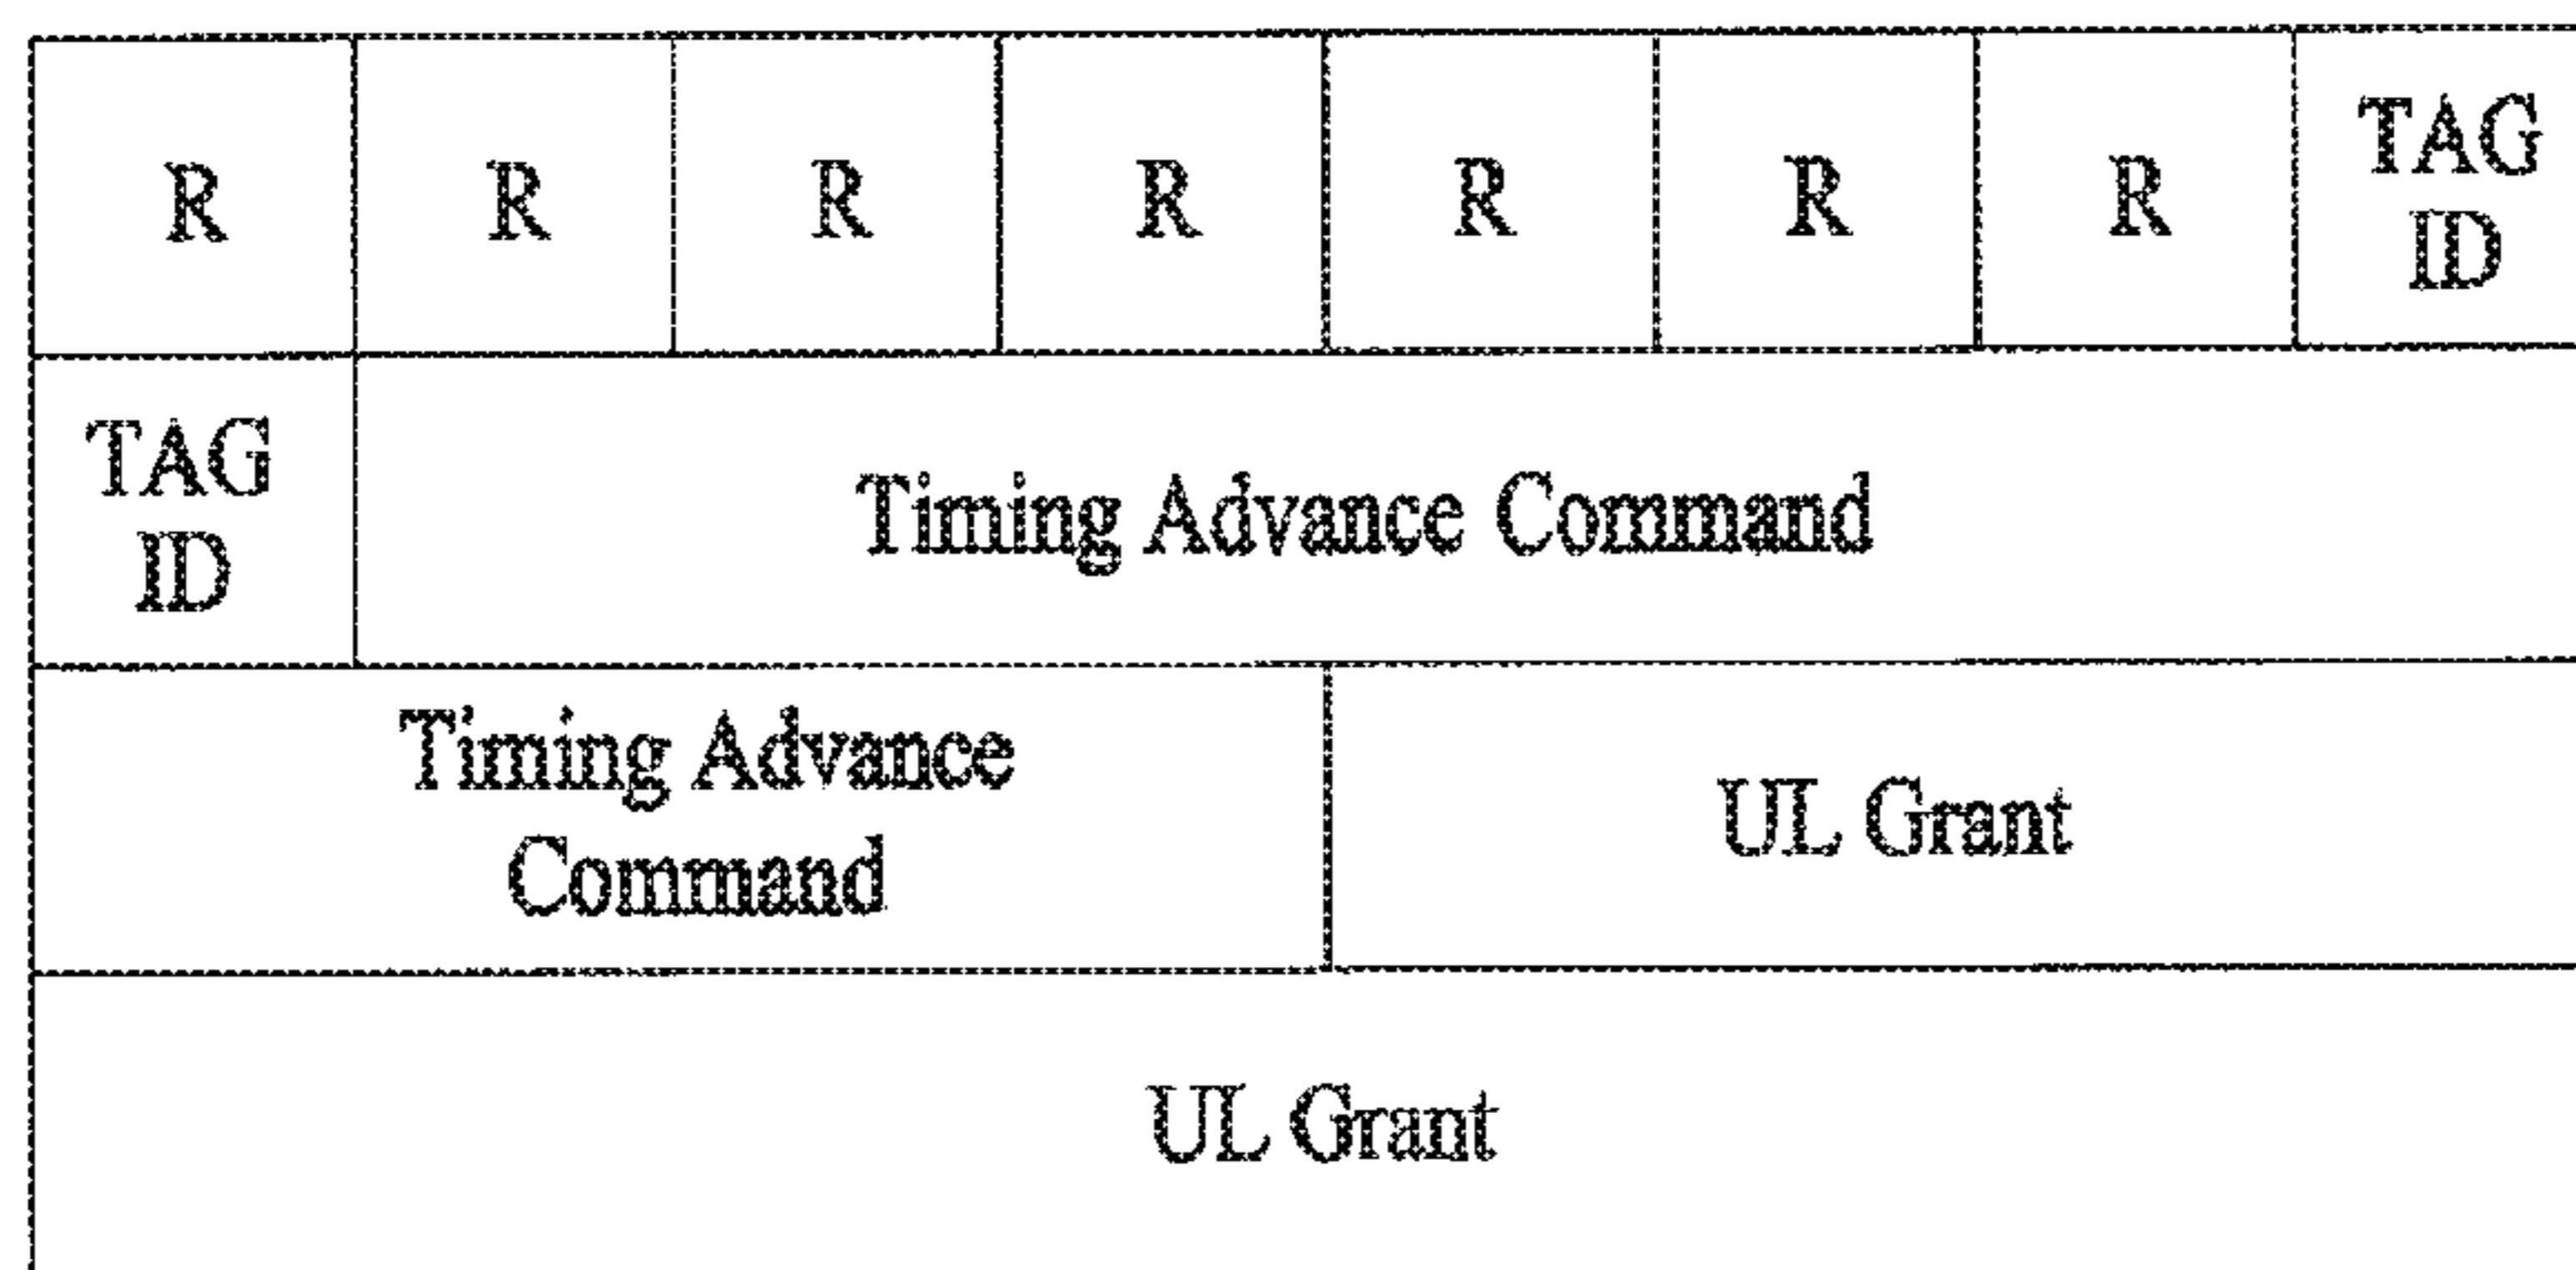 R R R R R R R TAG
ID
TAG
ID
Timing Advance Command
Timing Advance
Command
UL Grant
UL Grant